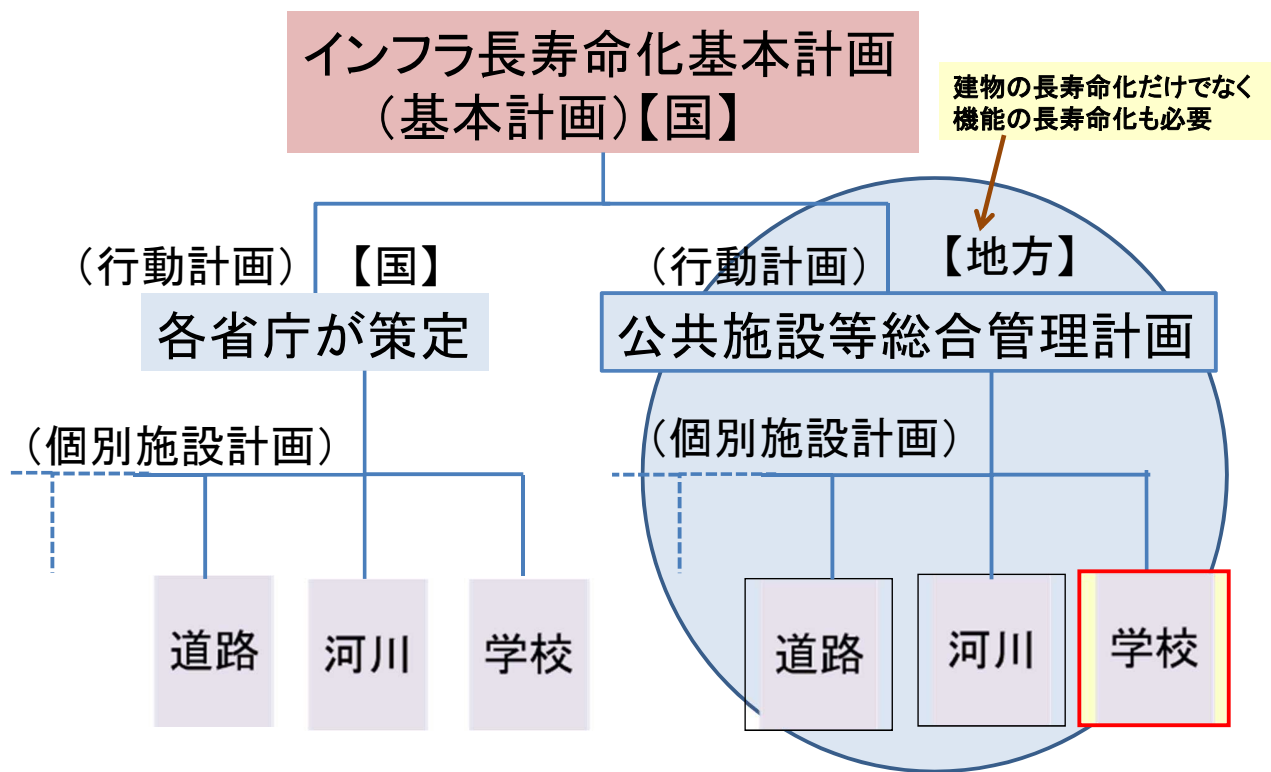 インフラ長寿命化基本計画
（基本計画）【国】
建物の長寿命化だけでなく
機能の長寿命化も必要
（行動計画） 【国】
各省庁が策定
（個別施設計画）
道路
河川
学校
（行動計画）
【地方】
公共施設等総合管理計画
（個別施設計画）
道路
河川
学校